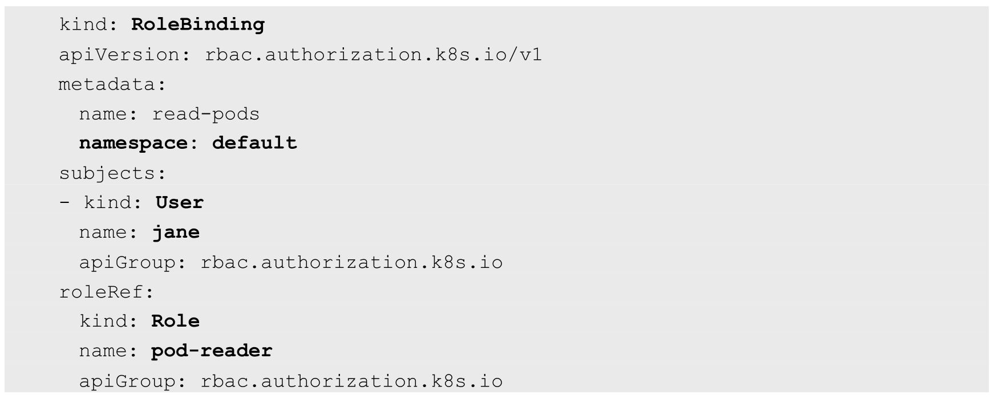 kind: RoleBinding
apiVersion: rbac.authorization.k8s.io/v1
metadata:
  name: read-pods
  namespace: default
subjects:
- kind: User
  name: jane
  apiGroup: rbac.authorization.k8s.io
roleRef:
  kind: Role
  name: pod-reader
  apiGroup: rbac.authorization.k8s.io